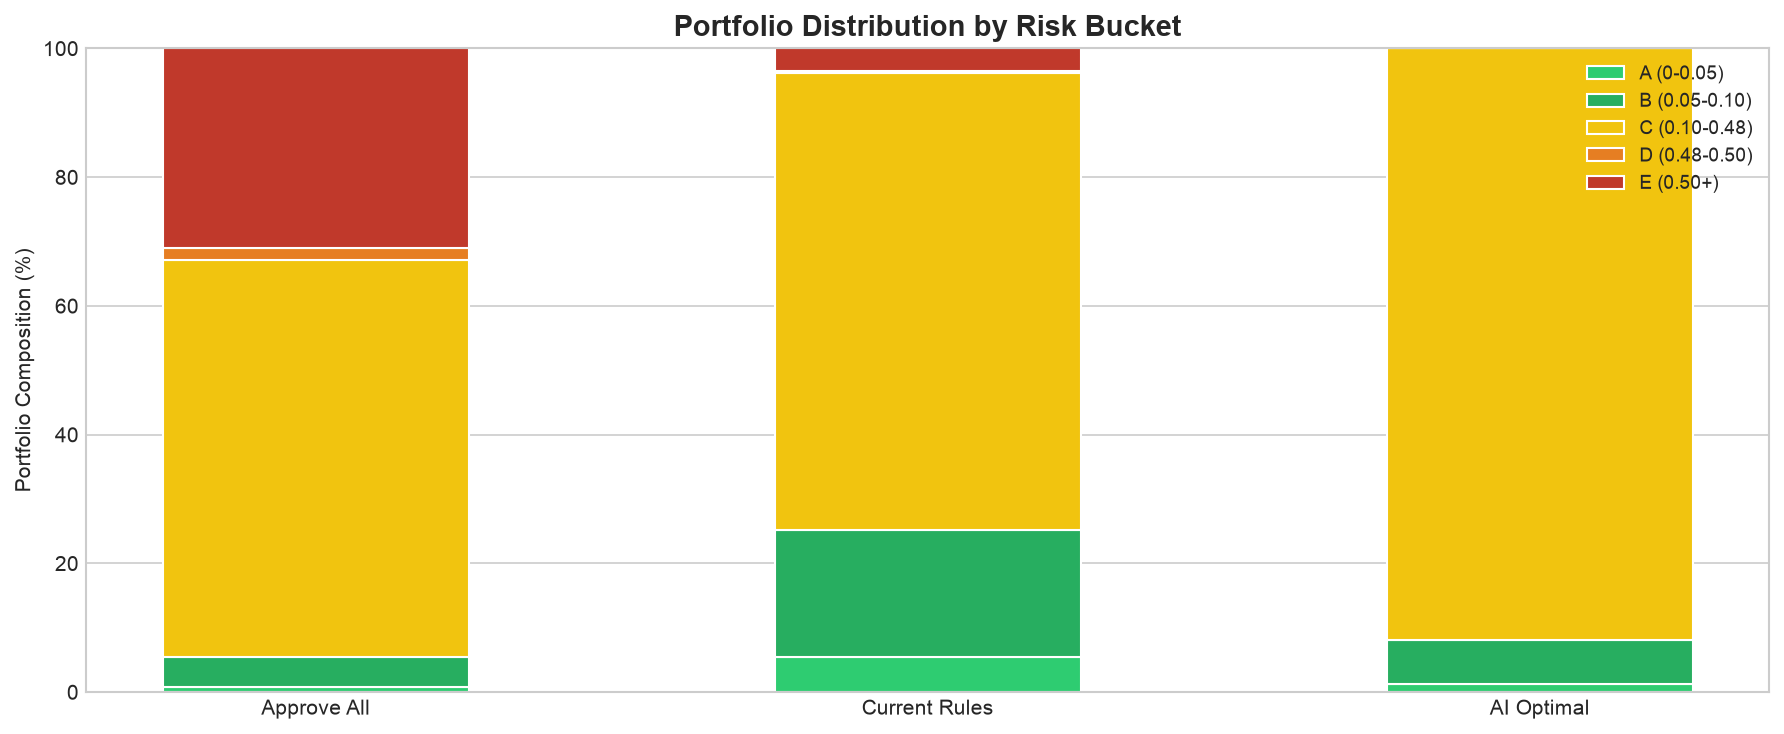 Portfolio Distribution by Risk Bucket
Portfolio Composition (%)
100
80
60
40
20
0
A (0-0.05)
B (0.05-0.10)
C (0.10-0.48)
D (0.48-0.50)
E (0.50+)
Approve All
Current Rules
AI Optimal